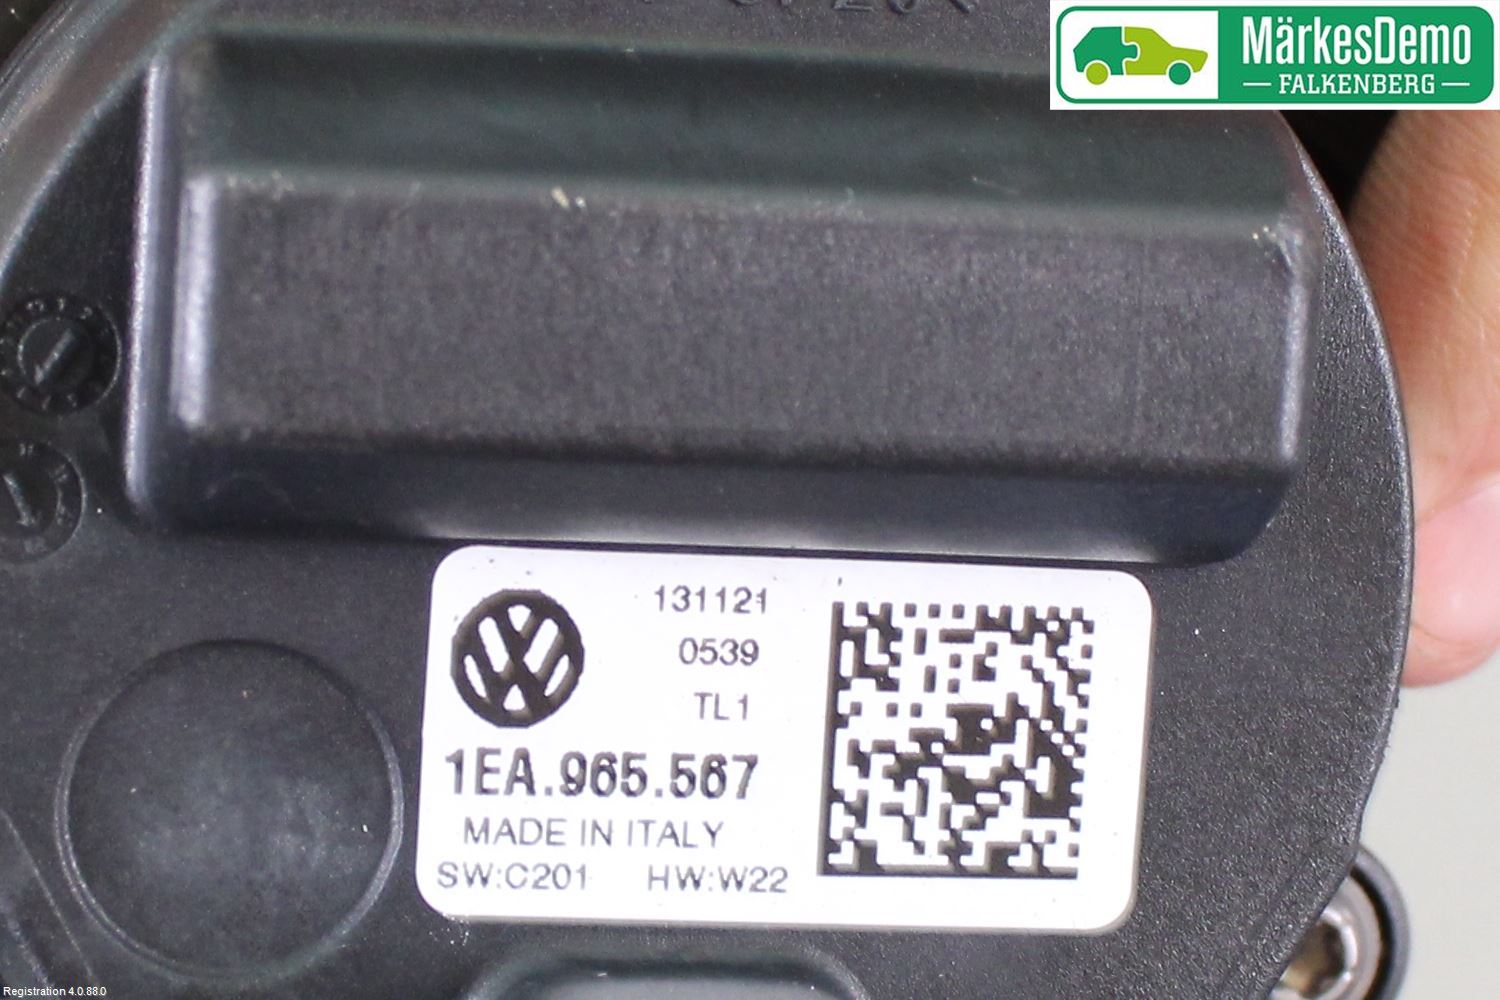 MärkesDemo
FALKENBERG
131121
0539
TL1
1EA.965.567
MADE IN ITALY
SW:C201 HW:W22
Registration 4.0.88.0